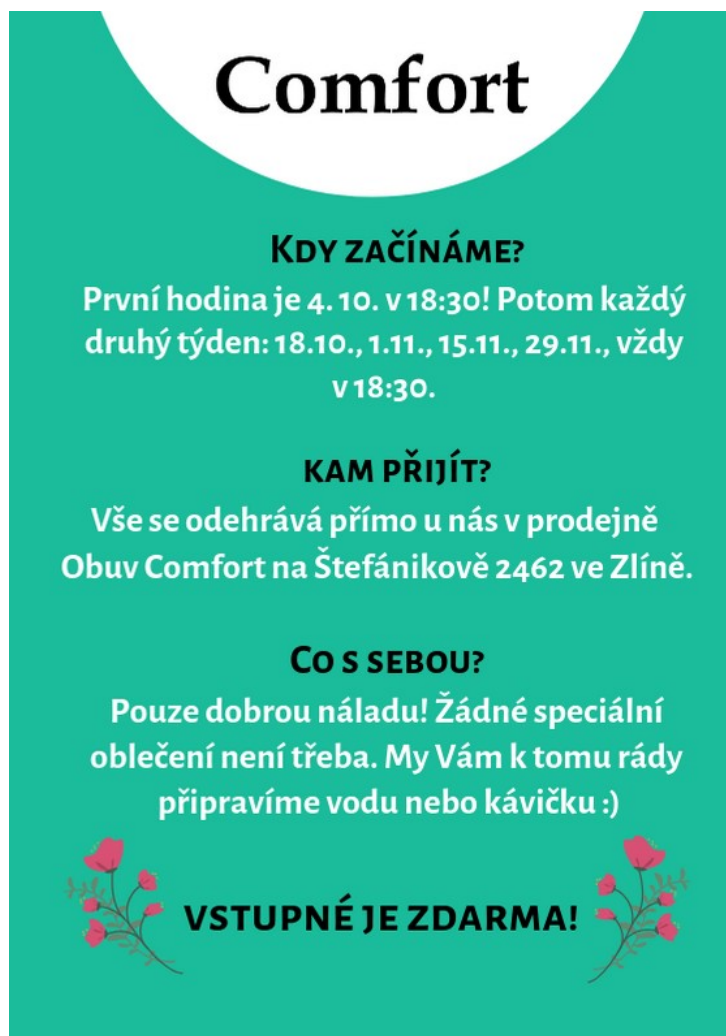 Comfort
KDY ZAČÍNÁME?
První hodina je 4. 10. v 18:30! Potom každý
druhý týden: 18.10., 1.11., 15.11., 29.11., vždy
v 18:30.
KAM PŘIJÍT?
Vše se odehrává přímo u nás v prodejně
Obuv Comfort na Štefánikově 2462 ve Zlíně.
CO S SEBOU?
Pouze dobrou náladu! Žádné speciální
oblečení není třeba. My Vám k tomu rády
připravíme vodu nebo kávičku :)
VSTUPNÉ JE ZDARMA!